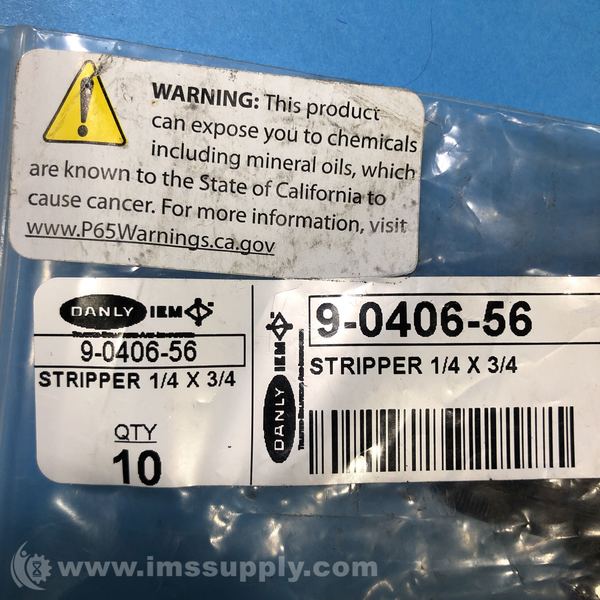 WARNING: This product
can expose you to chemicals
including mineral oils, which
are known to the State of California to
cause cancer. For more information, visit
www.P65Warnings.ca.gov
DANLY IEM
9-0406-56
STRIPPER 1/4 X 3/4
QTY
10
DANLY IEM
9-0406-56
STRIPPER 1/4 X 3/4
www.imssupply.com